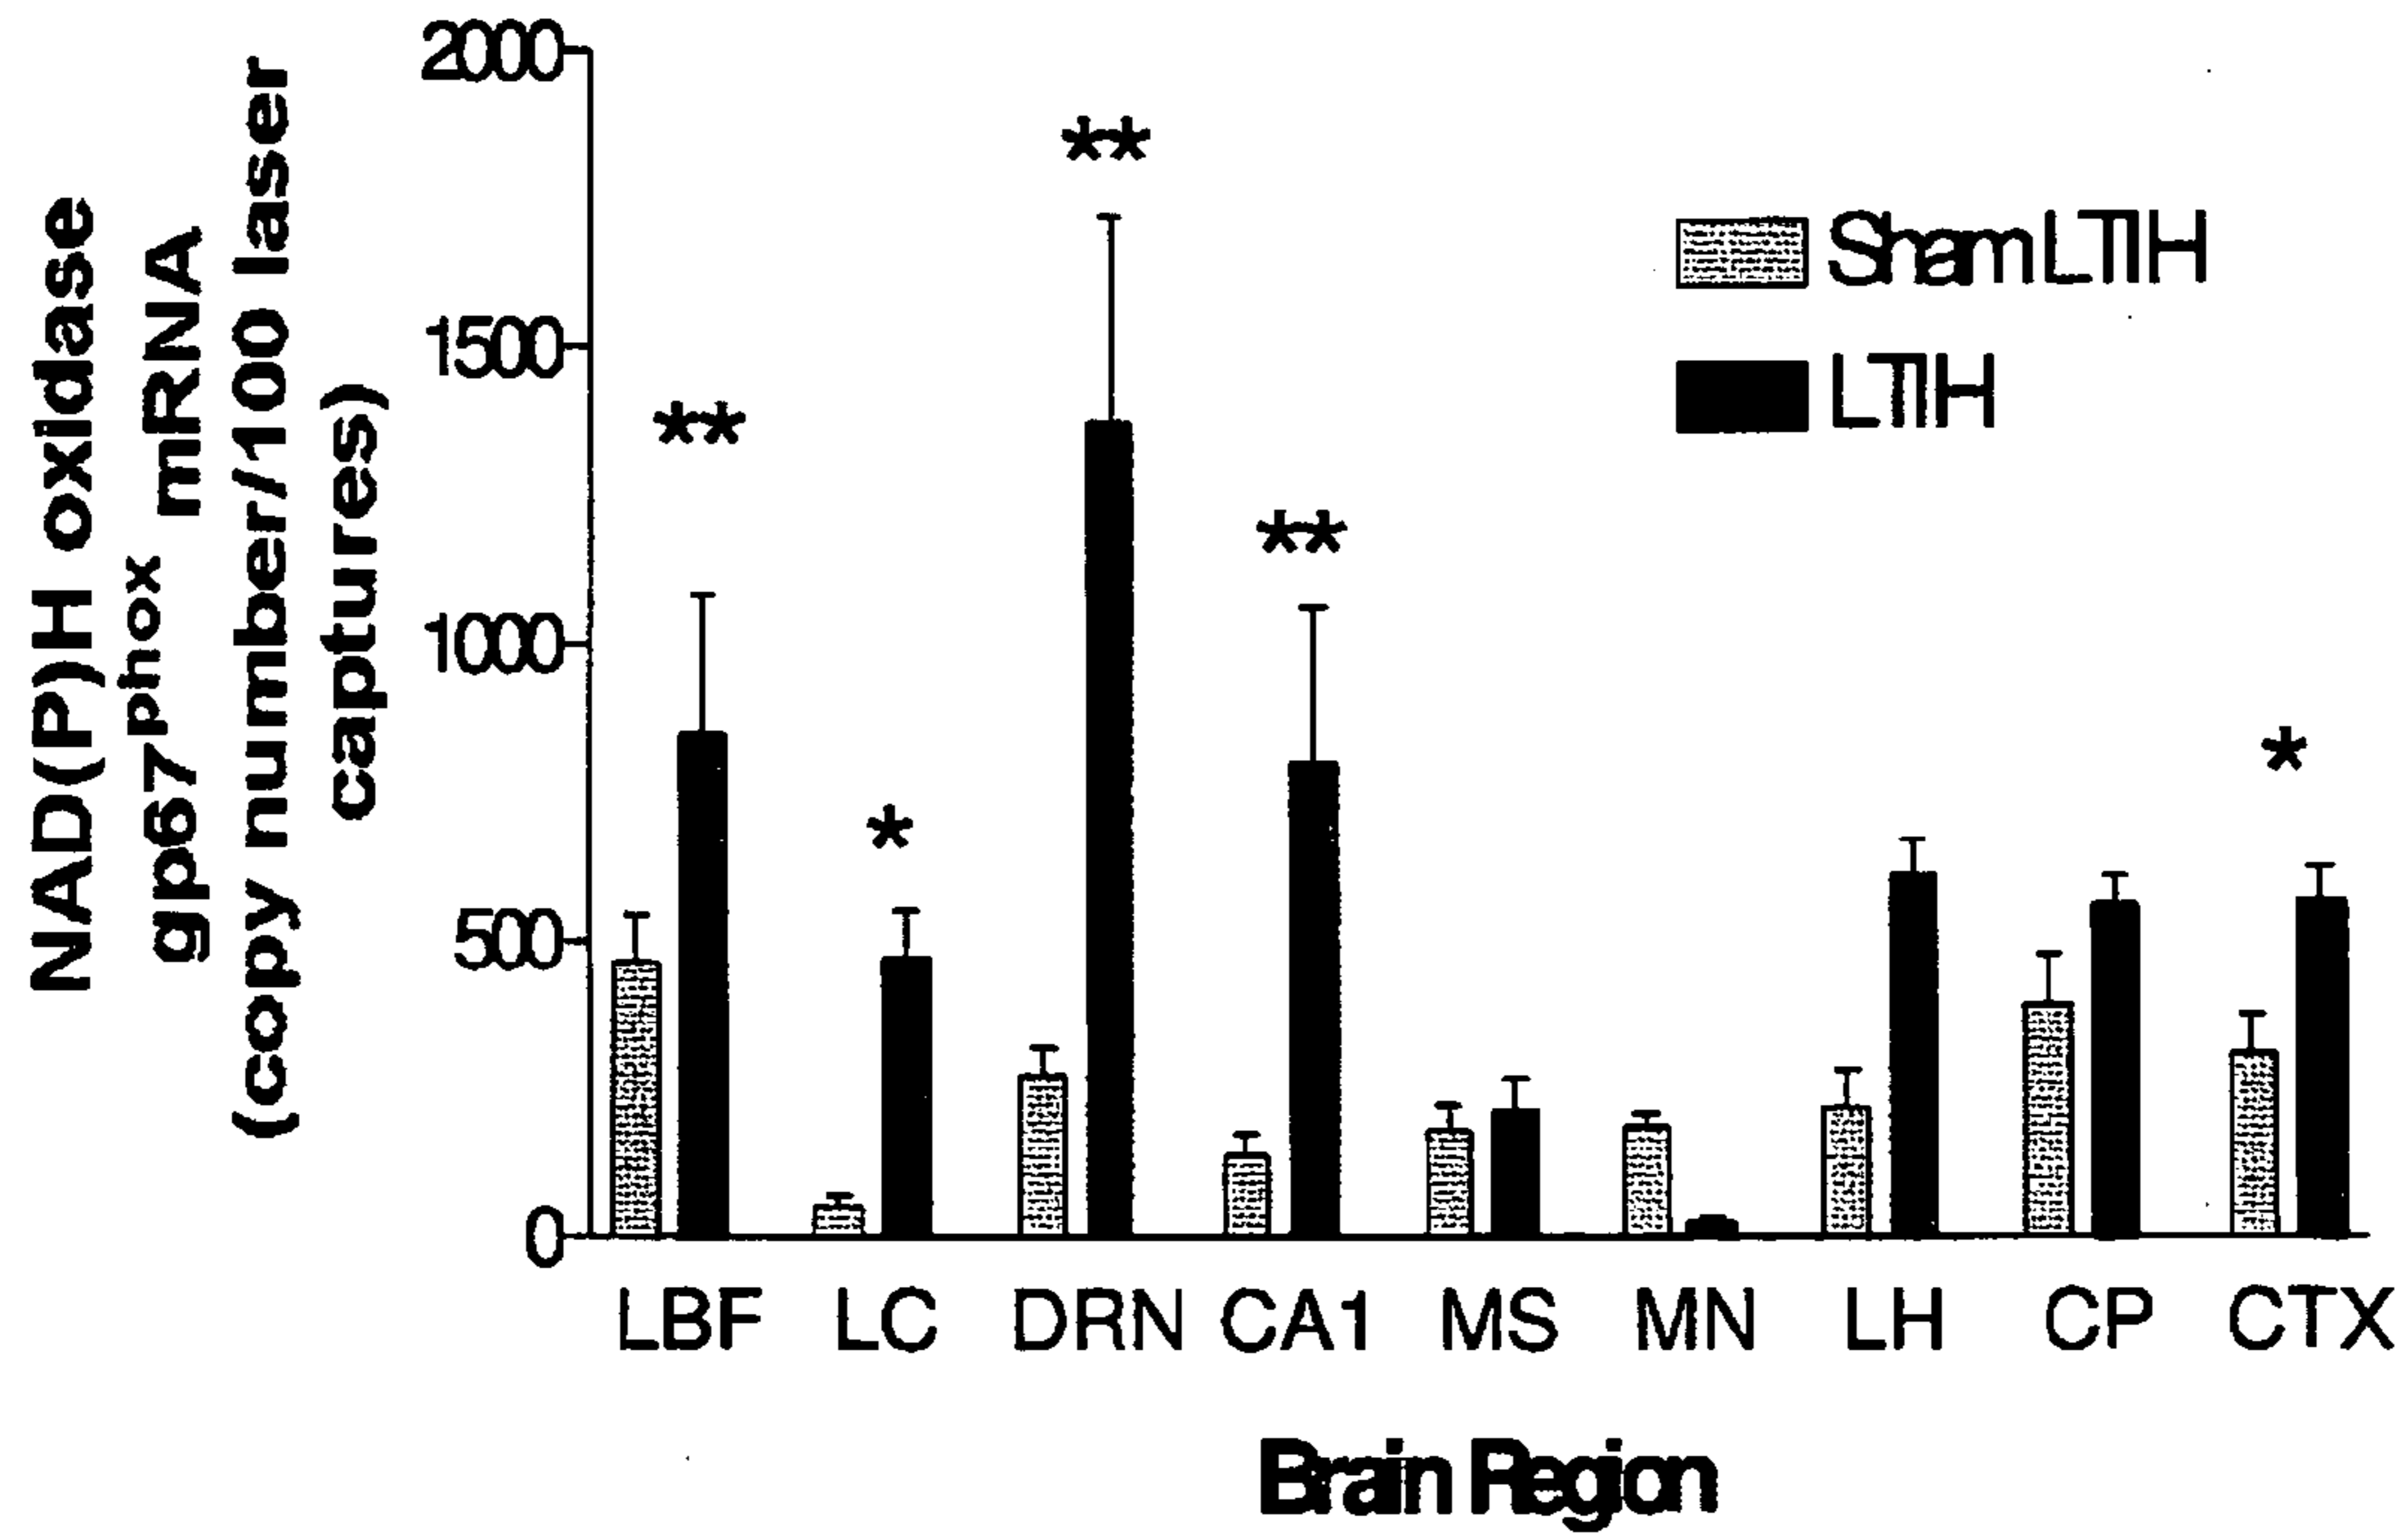 NAD(P)H oxidase
gp67phox mRNA
(copy number/100 laser
captures)
2000
1500
1000
500
0
**
*
**
**
*
Sham LTIH
LTIH
LBF LC DRN CA1 MS MN LH CP CTX
Brain Region